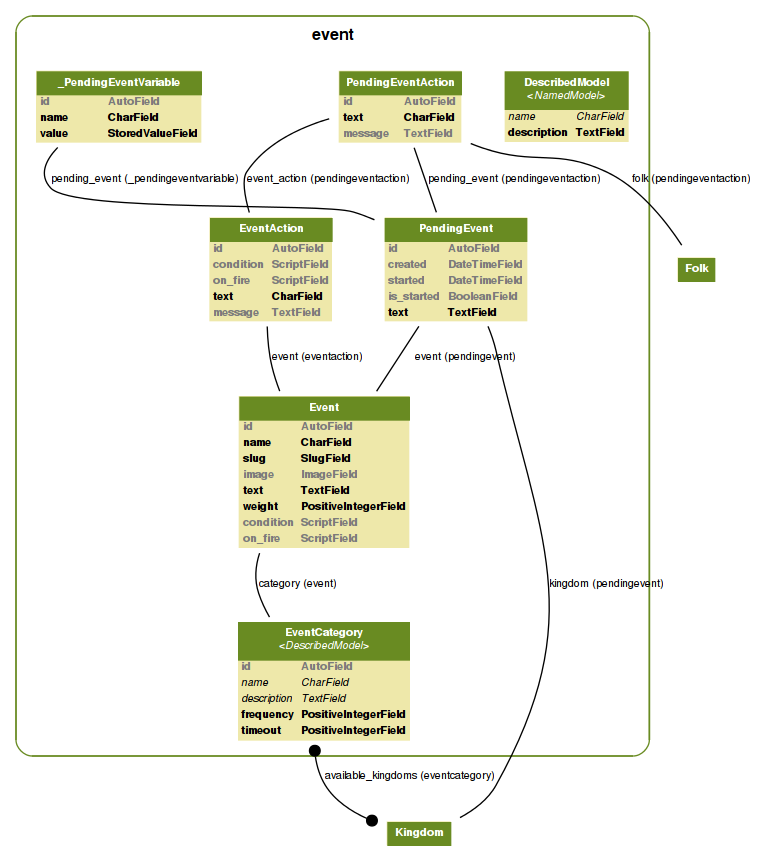 event
_PendingEventVariable
id AutoField
name CharField
value StoredValueField
PendingEventAction
id AutoField
text CharField
message TextField
DescribedModel
<NamedModel>
name CharField
description TextField
pending_event (_pendingeventvariable)
event_action (pendingeventaction)
pending_event (pendingeventaction)
folk (pendingeventaction)
EventAction
id AutoField
condition ScriptField
on_fire ScriptField
text CharField
message TextField
PendingEvent
id AutoField
created DateTimeField
started DateTimeField
is_started BooleanField
text TextField
Folk
event (eventaction)
event (pendingevent)
Event
id AutoField
name CharField
slug SlugField
image ImageField
text TextField
weight PositiveIntegerField
condition ScriptField
on_fire ScriptField
category (event)
kingdom (pendingevent)
EventCategory
<DescribedModel>
id AutoField
name CharField
description TextField
frequency PositiveIntegerField
timeout PositiveIntegerField
available_kingdoms (eventcategory)
Kingdom